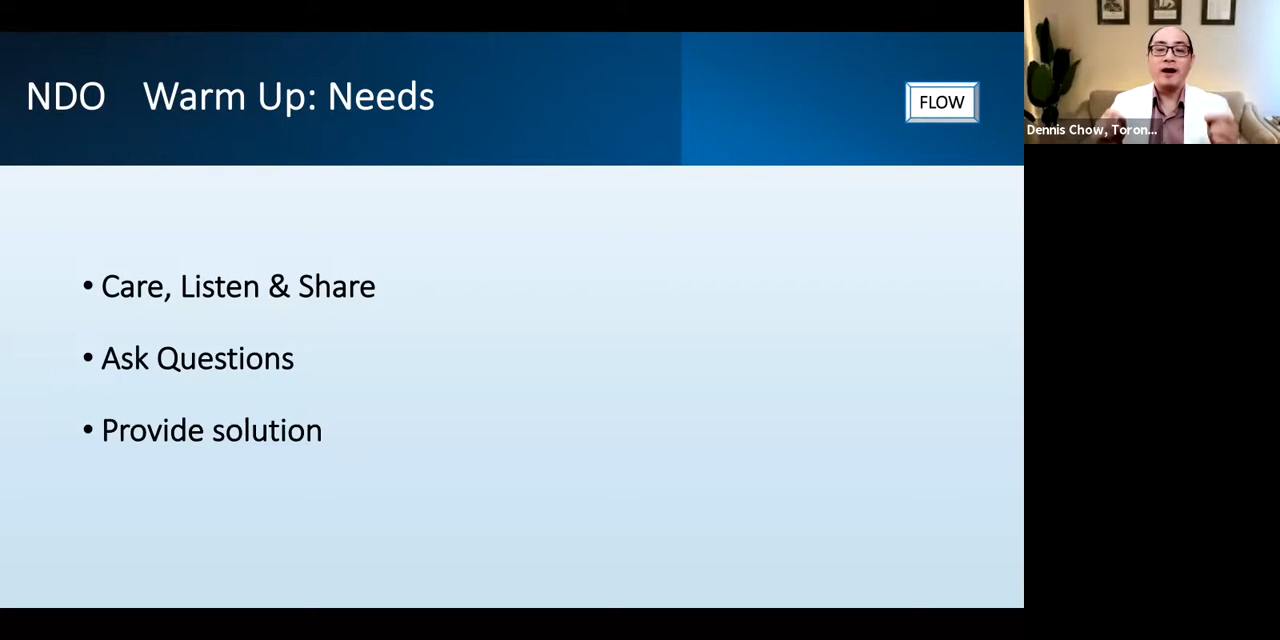 NDO Warm Up: Needs
FLOW
• Care, Listen & Share
• Ask Questions
• Provide solution
Dennis Chow, Toron...